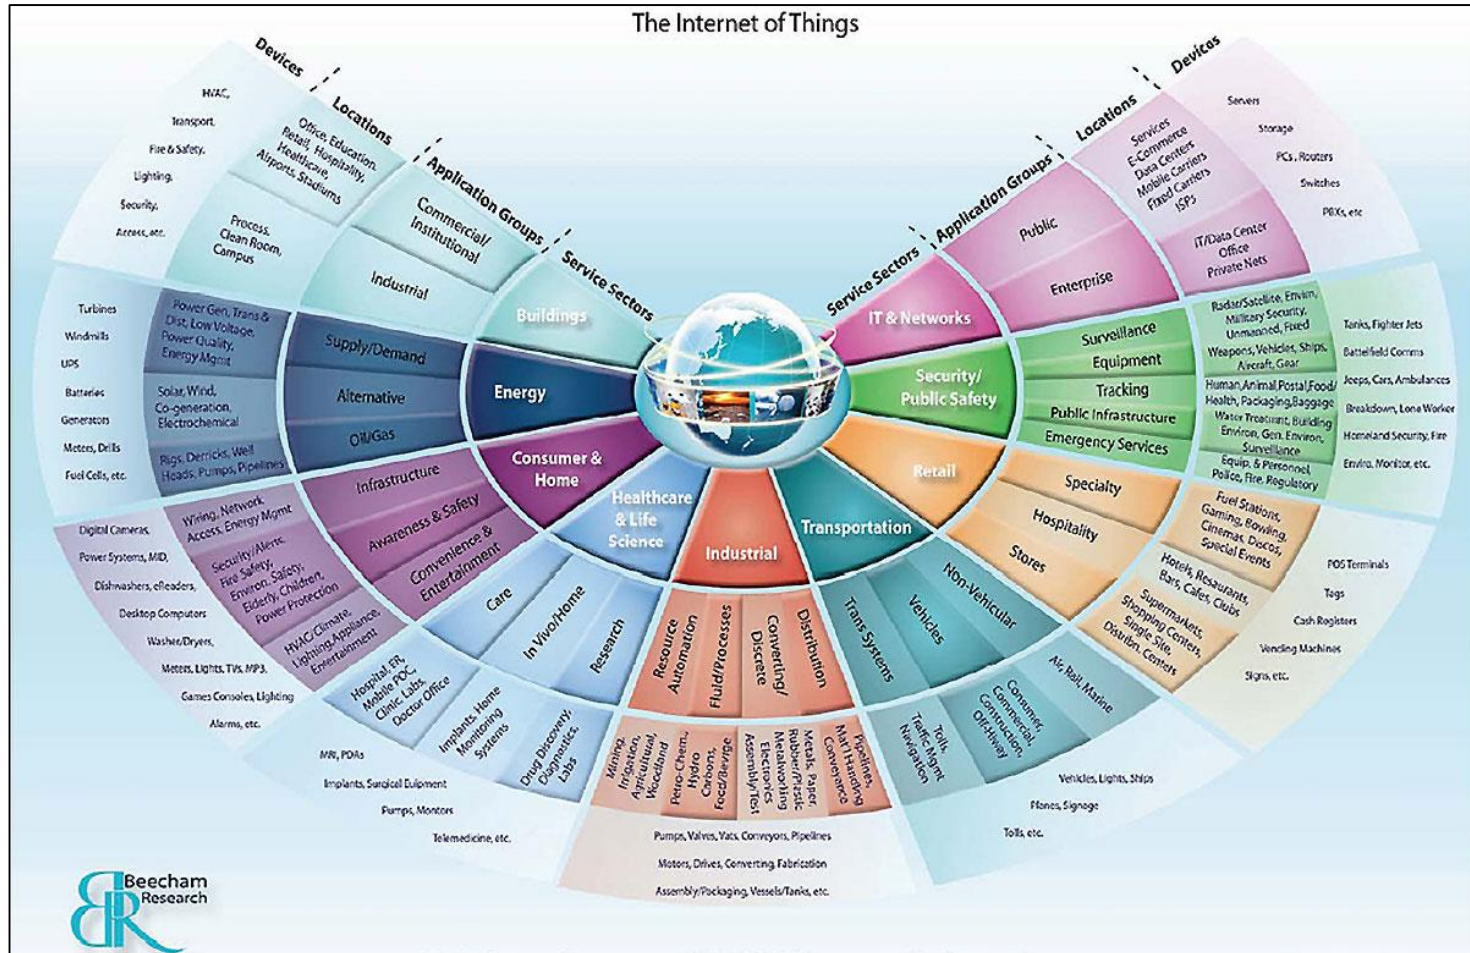 The Internet of Things
Devices
Locations
Application Groups
Service Sectors
Service Sectors
Application Groups
Locations
Devices
HVAC,
Transport,
Fire & Safety,
Lighting,
Security,
Access, etc.
Office, Education,
Retail, Hospitality,
Healthcare,
Airports, Stadiums
Process,
Clean Room,
Campus
Commercial/
Institutional
Industrial
Buildings
Turbines
Windmills
UPS
Batteries
Generators
Meters, Drills
Fuel Cells, etc.
Power Gen, Trans &
Dist, Low Voltage,
Power Quality,
Energy Mgmt
Solar, Wind,
Co-generation,
Electrochemical
Rigs, Derricks, Well
Heads, Pumps, Pipelines
Supply/Demand
Alternative
Oil/Gas
Energy
Digital Cameras,
Power Systems, MID,
Dishwashers, eReaders,
Desktop Computers
Washer/Dryers,
Meters, Lights, TVs, MP3,
Games Consoles, Lighting
Alarms, etc.
Wiring, Network
Access, Energy Mgmt
Security/Alerts,
Fire Safety,
Environ. Safety,
Elderly, Children,
Power Protection
HVAC/Climate,
Lighting,Appliance,
Entertainment
Infrastructure
Awareness & Safety
Convenience &
Entertainment
Consumer &
Home
MRI, PDAs
Implants, Surgical Euipment
Pumps, Montors
Telemedicine, etc.
Hospital, ER,
Mobile POC,
Clinic, Labs,
Doctor Office
Implants, Home
Monitoring
Systems
Drug Discovery,
Diagnostics,
Labs
Care
In Vivo/Home
Research
Healthcare
& Life
Science
Industrial
Resource
Automation
Fluid/Processes
Converting/
Discrete
Distribution
Mining,
Irrigation,
Agricultural,
Woodland
Petro-Chem.,
Hydro
Carbons,
Food/Bevrge
Metals, Paper,
Rubber/Plastic
Metalworking
Electronics
Assembly/Test
Pipelines,
Mat'l Handing
Conveyance
Pumps, Valves, Vats, Conveyors, Pipelines
Motors, Drives, Converting, Fabrication
Assembly/Packaging, Vessels/Tanks, etc.
Transportation
Trans Systems
Vehicles
Non-Vehicular
Tolls,
Traffic Mgmt
Navigation
Consumer,
Commercial,
Construction,
Off-Hiway
Air, Rail, Marine
Vehicles, Lights, Ships
Planes, Signage
Tolls, etc.
Retail
Specialty
Hospitality
Stores
Fuel Stations,
Gaming, Bowling,
Cinemas, Discos,
Special Events
Hotels, Resaurants,
Bars, Cafes, Clubs
Supermarkets,
Shopping Centers,
Single Site,
Distribn. Centers
POS Terminals
Tags
Cash Registers
Vending Machines
Signs, etc.
Security/
Public Safety
Surveillance
Equipment
Tracking
Public Infrastructure
Emergency Services
Radar/Satellite, Envirn,
Military Security,
Unmanned, Fixed
Weapons, Vehicles, Ships,
Aircraft, Gear
Human,Animal,Postal,Food/
Health, Packaging,Baggage
Water Treatmnt, Building
Environ, Gen. Environ,
Surveillance
Equip. & Personnel,
Police, Fire, Regulatory
Tanks, Fighter Jets
Battelfield Comms
Jeeps, Cars, Ambulances
Breakdown, Lone Worker
Homeland Security, Fire
Enviro, Monitor, etc.
IT & Networks
Public
Enterprise
Services
E-Commerce
Data Centers
Mobile Carriers
Fixed Carriers
ISPs
IT/Data Center
Office
Private Nets
Servers
Storage
PCs, Routers
Switches
PBXs, etc
Beecham
Research
BR